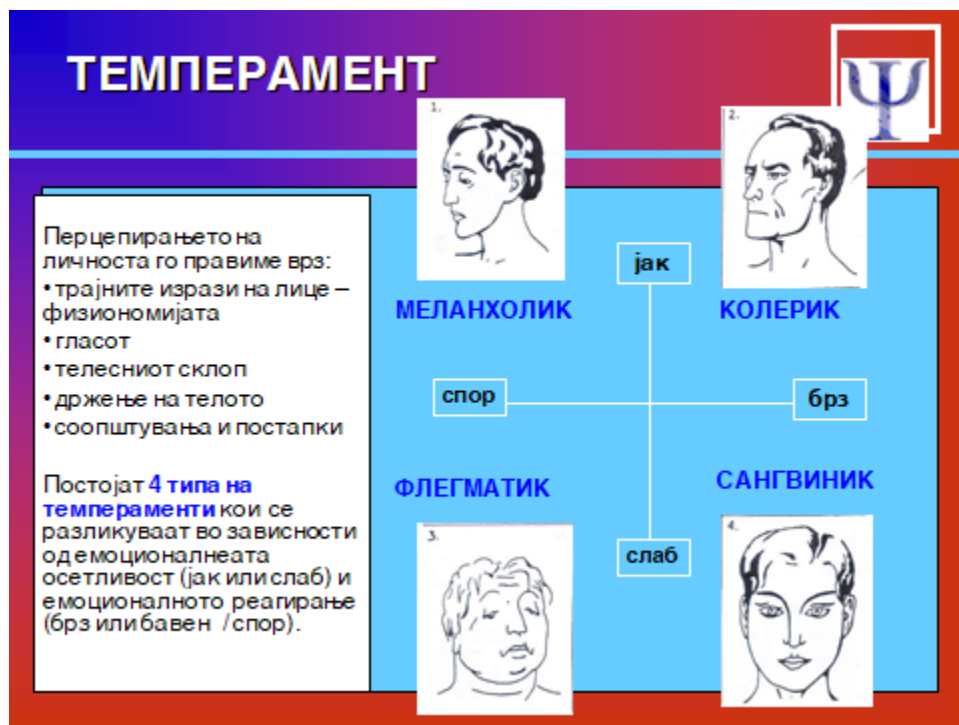 ТЕМПЕРАМЕНТ
Ψ
Перцепирањето на
личноста го правиме врз:
•трајните изрази на лице –
физиономијата
•гласот
•телесниот склоп
•држење на телото
•соопштувања и постапки
Постојат 4 типа на
темпераменти кои се
разликуваат во зависности
од емоционалнеата
осетливост (јак или слаб) и
емоционалното реагирање
(брз или бавен / спор).
1.
2.
јак
МЕЛАНХОЛИК
КОЛЕРИК
спор
брз
ФЛЕГМАТИК
САНГВИНИК
3.
4.
слаб